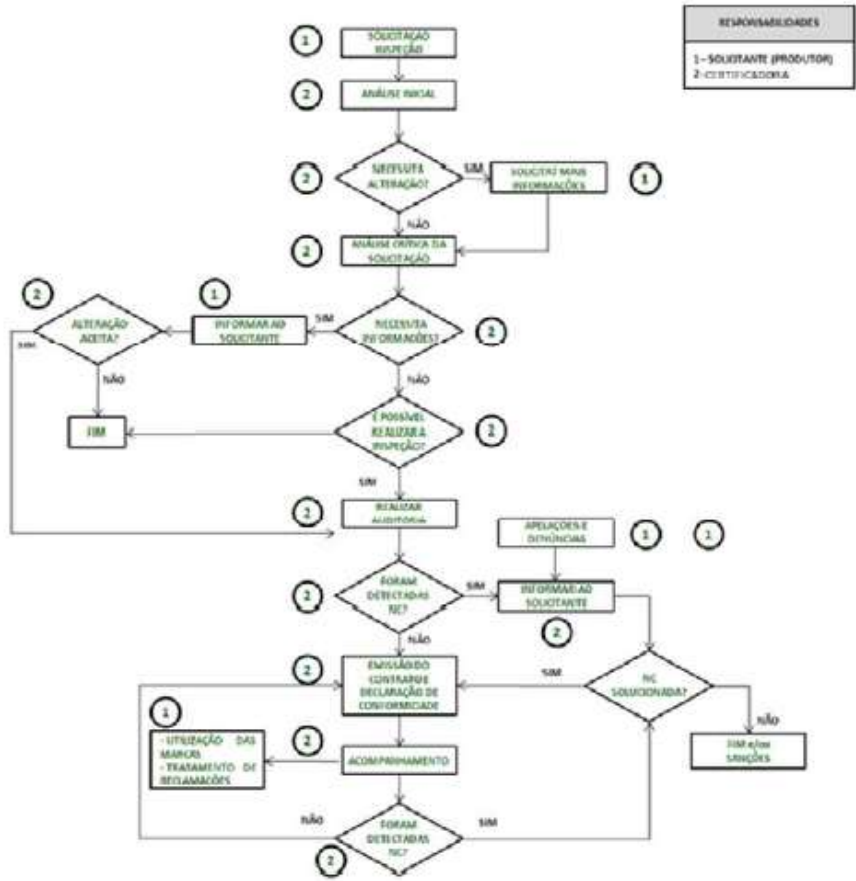 RESPONSABILIDADES
1 - SOLICITANTE (PRODUTOR)
2- CERTIFICADORA
1
SOLICITAÇÃO
INSPEÇÃO
2
ANÁLISE INICIAL
2
NECESSITA
ALTERAÇÃO?
SIM
SOLICITAT MAIS
INFORMAÇÕES
1
NÃO
2
ANÁLISE CRÍTICA DA
SOLICITAÇÃO
2
ALTERAÇÃO
ACEITA?
SIM
1
INFORMAR AO
SOLICITANTE
SIM
NECESSITA
INFORMAÇÕES?
2
NÃO
NÃO
FIM
É POSSÍVEL
REALIZAR A
INSPEÇÃO?
2
SIM
2
REALIZAR
AUDITORIA
APELAÇÕES E
DENÚNCIAS
1
1
2
FORAM
DETECTADAS
NC?
SIM
INFORMAR AO
SOLICITANTE
2
NÃO
2
EMISSÃO DO
DECLARAÇÃO DE
CONFORMIDADE
SIM
NC
SOLUCIONADA?
NÃO
FIM e/ou
SANÇÕES
1
- UTILIZAÇÃO DAS
MARCAS
- TRATAMENTO DE
RECLAMAÇÕES
2
ACOMPANHAMENTO
NÃO
FORAM
DETECTADAS
NC?
SIM
2